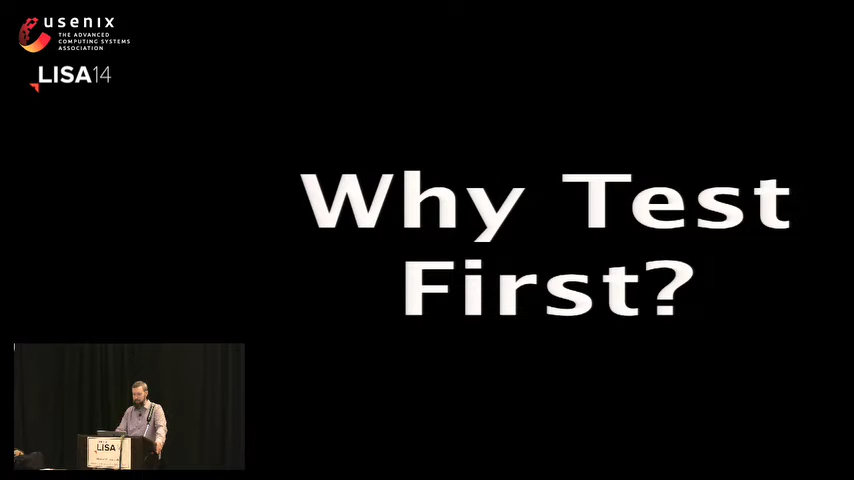 usenix
THE ADVANCED
COMPUTING SYSTEMS
ASSOCIATION
LISA14
Why Test
First?
LISA